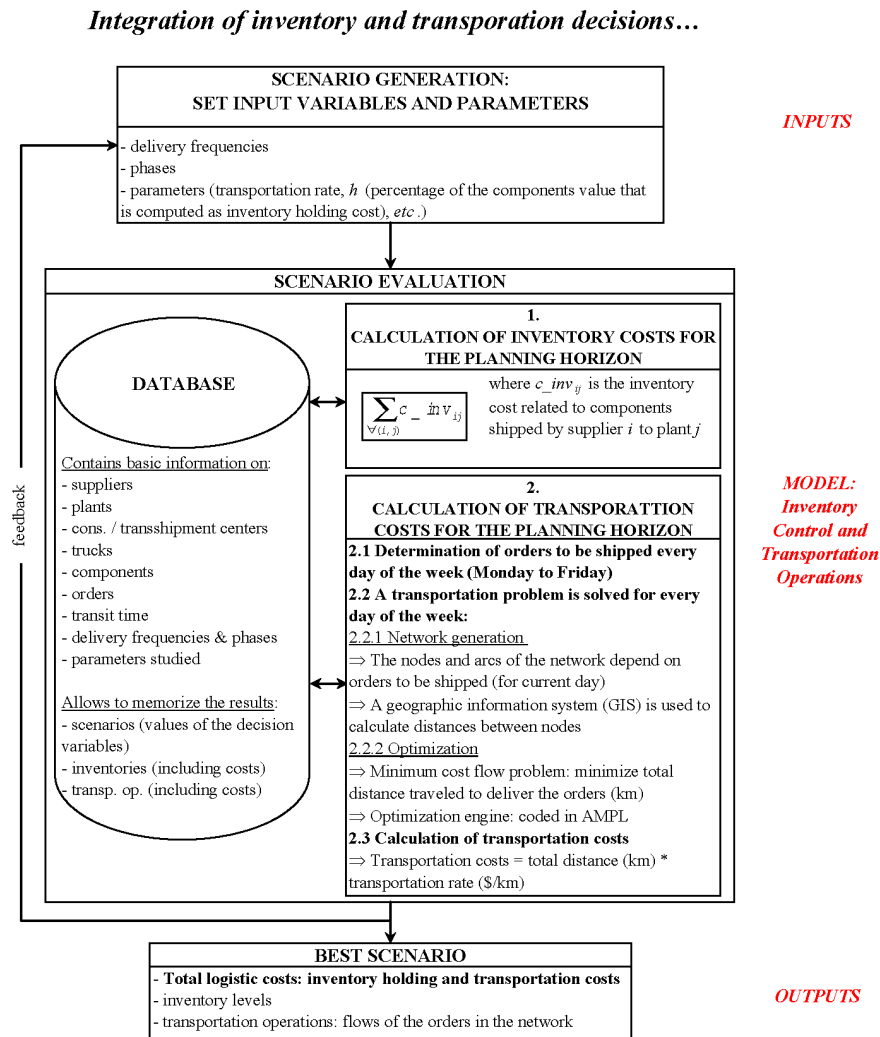 Integration of inventory and transporation decisions…
SCENARIO GENERATION:
SET INPUT VARIABLES AND PARAMETERS
- delivery frequencies
- phases
- parameters (transportation rate, h (percentage of the components value that
is computed as inventory holding cost), etc.)
INPUTS
SCENARIO EVALUATION
DATABASE
Contains basic information on:
- suppliers
- plants
- cons. / transshipment centers
- trucks
- components
- orders
- transit time
- delivery frequencies & phases
- parameters studied
Allows to memorize the results:
- scenarios (values of the decision
variables)
- inventories (including costs)
- transp. op. (including costs)
1.
CALCULATION OF INVENTORY COSTS FOR
THE PLANNING HORIZON
∑ c_inv ij
∀(i, j)
where c_inv ij is the inventory
cost related to components
shipped by supplier i to plant j
2.
CALCULATION OF TRANSPORATTION
COSTS FOR THE PLANNING HORIZON
2.1 Determination of orders to be shipped every
day of the week (Monday to Friday)
2.2 A transportation problem is solved for every
day of the week:
2.2.1 Network generation
⇒ The nodes and arcs of the network depend on
orders to be shipped (for current day)
⇒ A geographic information system (GIS) is used to
calculate distances between nodes
2.2.2 Optimization
⇒ Minimum cost flow problem: minimize total
distance traveled to deliver the orders (km)
⇒ Optimization engine: coded in AMPL
2.3 Calculation of transportation costs
⇒ Transportation costs = total distance (km) *
transportation rate ($/km)
MODEL:
Inventory
Control and
Transportation
Operations
feedback
BEST SCENARIO
- Total logistic costs: inventory holding and transportation costs
- inventory levels
- transportation operations: flows of the orders in the network
OUTPUTS